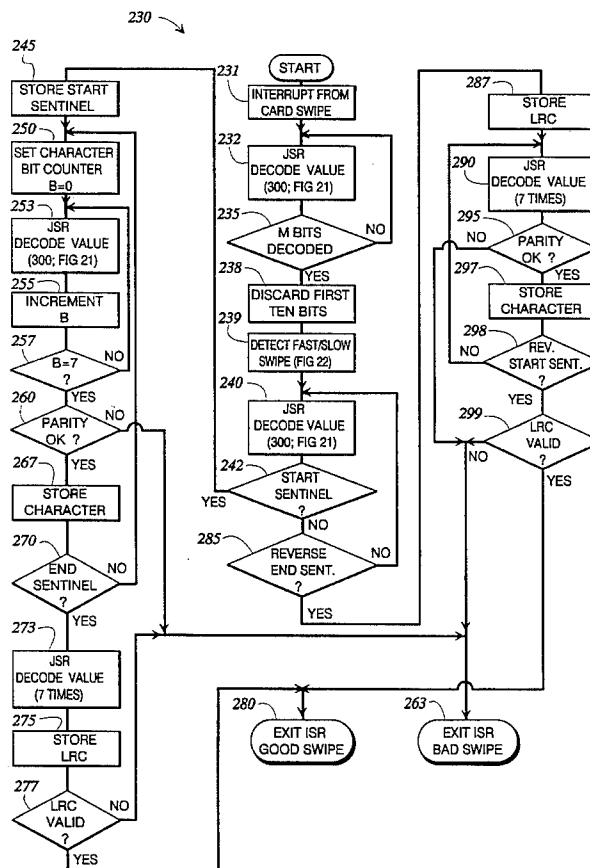 230
245
STORE START
SENTINEL
250
SET CHARACTER
BIT COUNTER
B=0
253
JSR
DECODE VALUE
(300; FIG 21)
255
INCREMENT
B
257
B=7
?
NO
YES
260
PARITY
OK ?
NO
YES
267
STORE
CHARACTER
270
END
SENTINEL
?
NO
YES
273
JSR
DECODE VALUE
(7 TIMES)
275
STORE
LRC
277
LRC
VALID
?
NO
YES
START
231
INTERRUPT FROM
CARD SWIPE
232
JSR
DECODE VALUE
(300; FIG 21)
235
M BITS
DECODED
NO
YES
238
DISCARD FIRST
TEN BITS
239
DETECT FAST/SLOW
SWIPE (FIG 22)
240
JSR
DECODE VALUE
(300; FIG 21)
242
START
SENTINEL
?
YES
NO
285
REVERSE
END SENT.
?
NO
YES
287
STORE
LRC
290
JSR
DECODE VALUE
(7 TIMES)
295
PARITY
OK ?
NO
YES
297
STORE
CHARACTER
298
REV.
START SENT.
?
NO
YES
299
LRC
VALID
?
NO
YES
280
EXIT ISR
GOOD SWIPE
263
EXIT ISR
BAD SWIPE